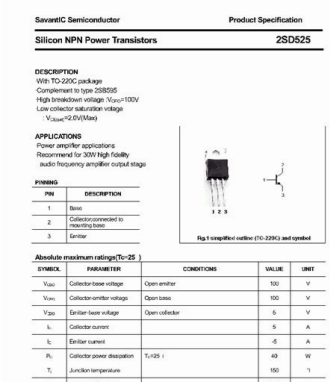 SavantIC Semiconductor Product Specification
Silicon NPN Power Transistors 2SD525
DESCRIPTION
·With TO-220C package
·Complement to type 2SB595
·High breakdown voltage :VCEO=100V
·Low collector saturation voltage
: VCE(sat)=2.0V(Max)
APPLICATIONS
·Power amplifier applications
·Recommend for 30W high fidelity
audio frequency amplifier output stage
PINNING
PIN DESCRIPTION
1 Base
2 Collector;connected to
mounting base
3 Emitter
1 2 3
1
2
3
Fig.1 simplified outline (TO-220C) and symbol
Absolute maximum ratings(Tc=25 )
SYMBOL PARAMETER CONDITIONS VALUE UNIT
VCBO Collector-base voltage Open emitter 100 V
VCEO Collector-emitter voltage Open base 100 V
VEBO Emitter-base voltage Open collector 5 V
IC Collector current 5 A
IE Emitter current -5 A
PC Collector power dissipation TC=25 40 W
Tj Junction temperature 150